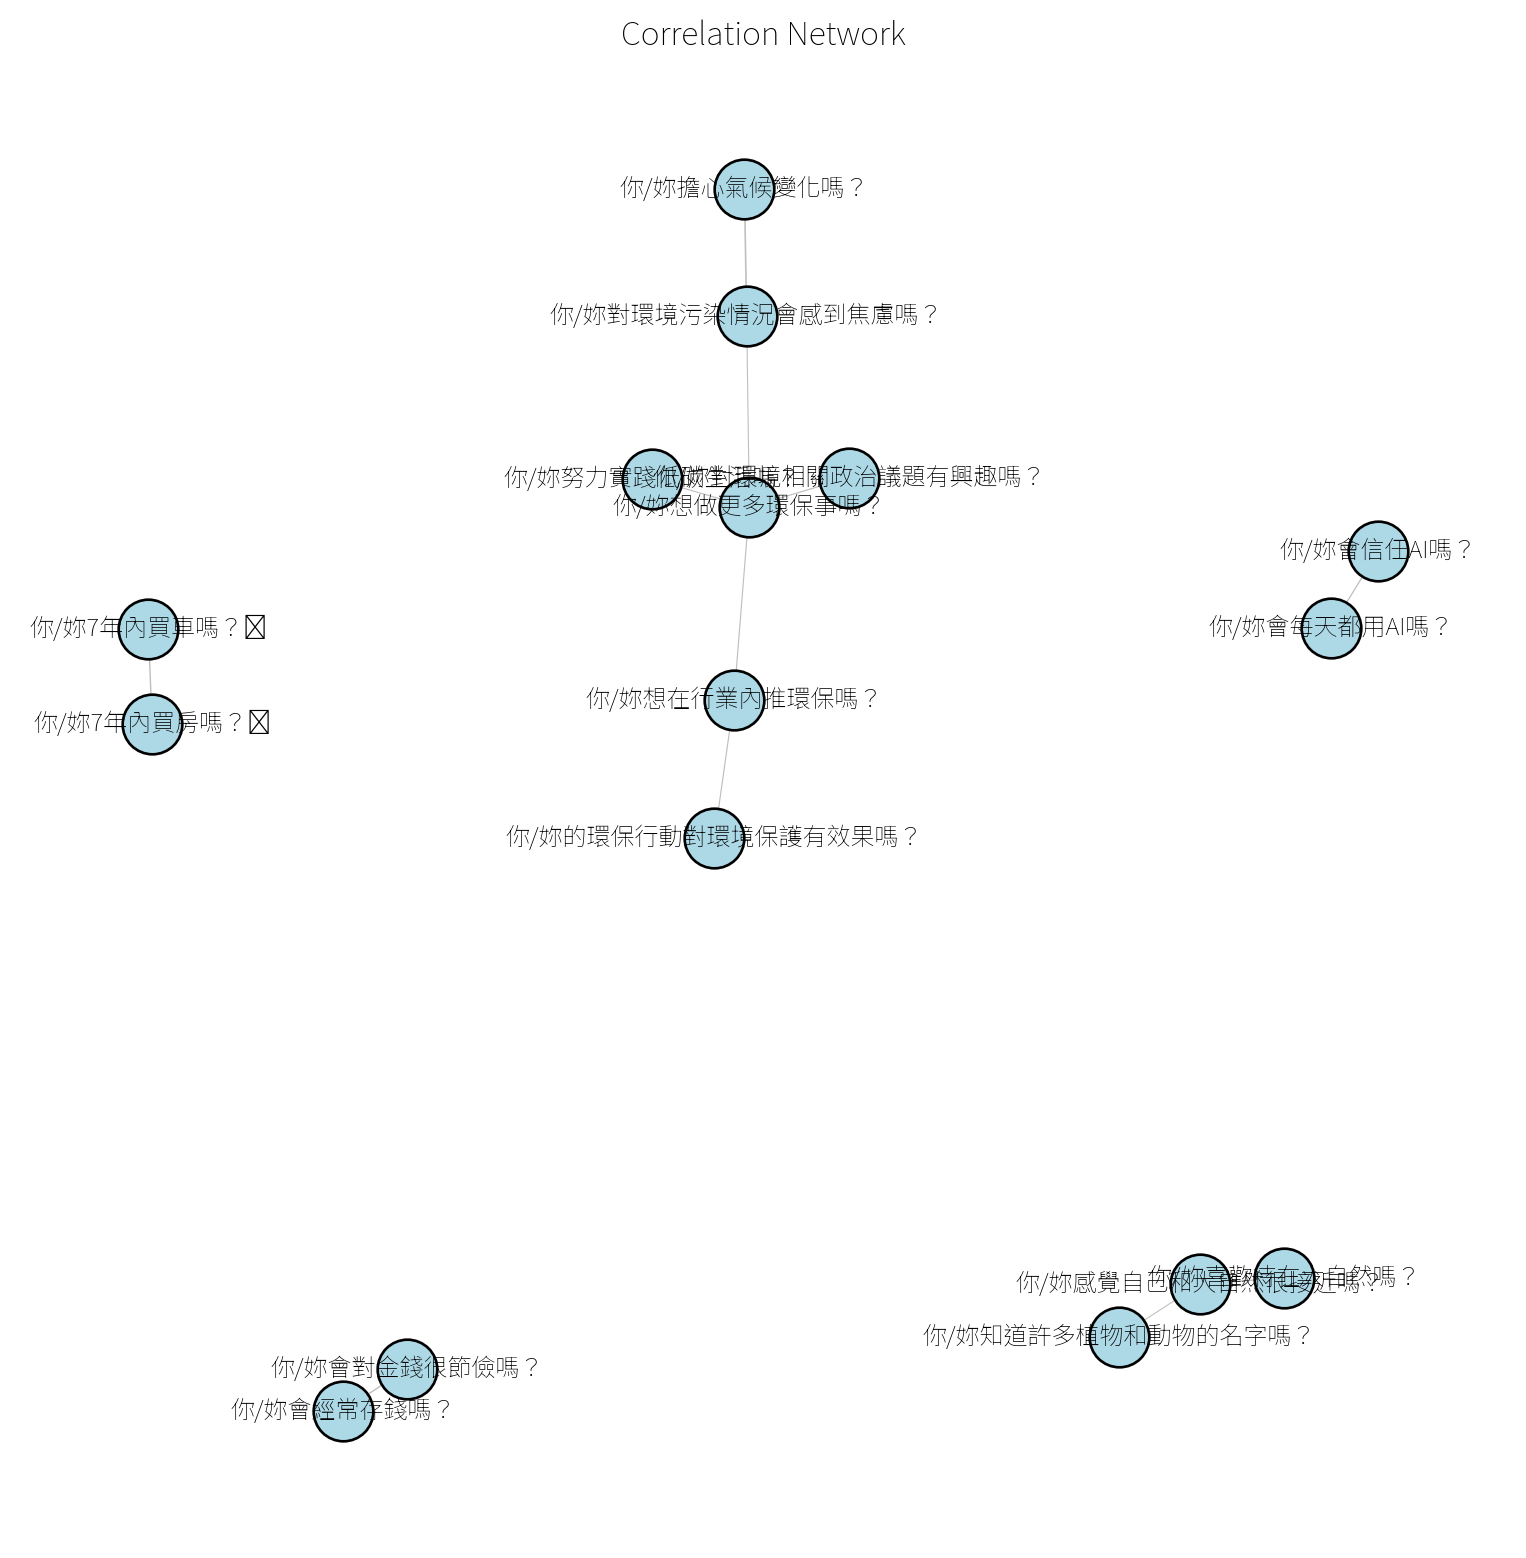 Correlation Network
你/妳擔心氣候變化嗎？
你/妳對環境污染情況會感到焦慮嗎？
你/妳努力實踐低碳生活嗎？
你/妳對環境相關政治議題有興趣嗎？
你/妳想做更多環保事嗎？
你/妳會信任AI嗎？
你/妳會每天都用AI嗎？
你/妳7年內買車嗎？
你/妳7年內買房嗎？
你/妳想在行業內推環保嗎？
你/妳的環保行動對環境保護有效果嗎？
你/妳喜歡待在大自然嗎？
你/妳感覺自己和大自然很接近嗎？
你/妳知道許多植物和動物的名字嗎？
你/妳會對金錢很節儉嗎？
你/妳會經常存錢嗎？